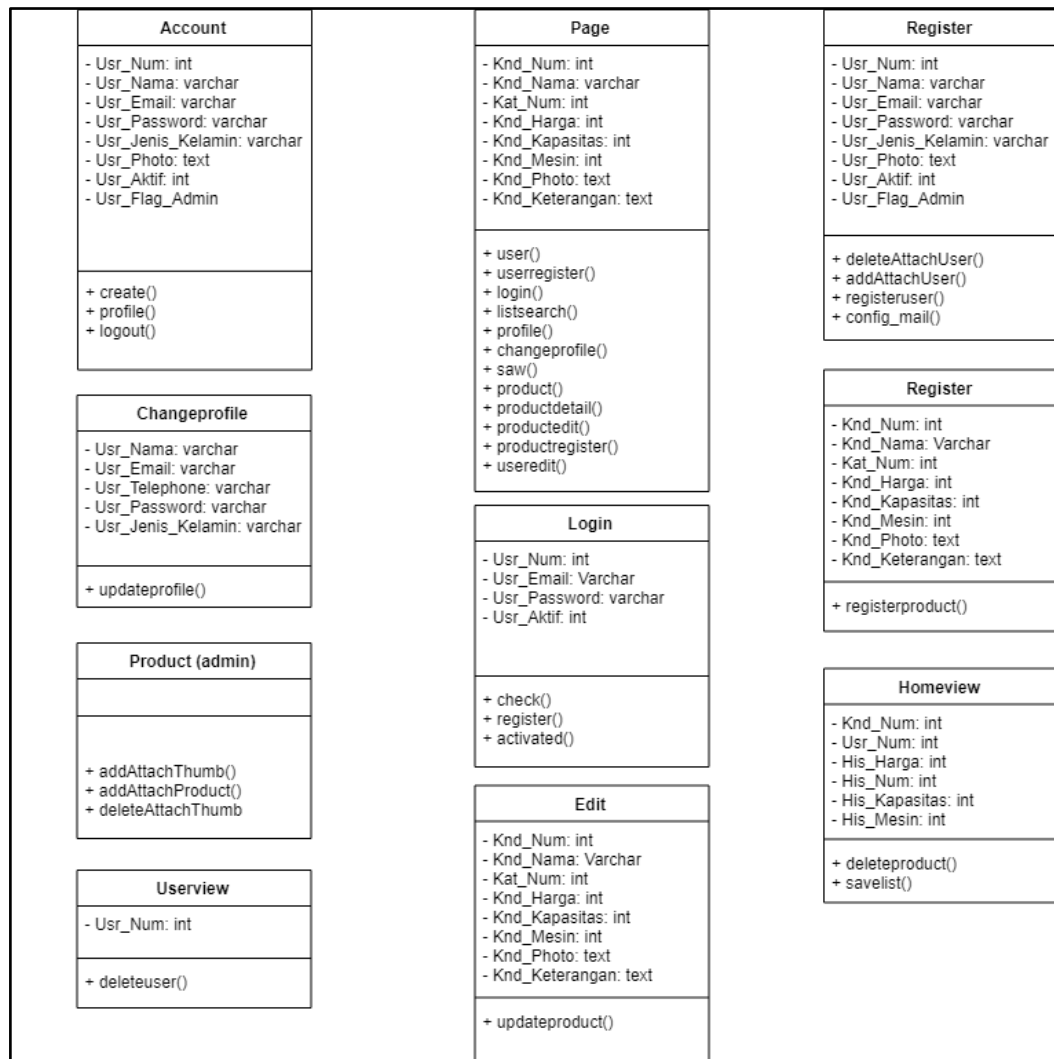 Account
- Usr_Num: int
- Usr_Nama: varchar
- Usr_Email: varchar
- Usr_Password: varchar
- Usr_Jenis_Kelamin: varchar
- Usr_Photo: text
- Usr_Aktif: int
- Usr_Flag_Admin
+ create()
+ profile()
+ logout()
Changeprofile
- Usr_Nama: varchar
- Usr_Email: varchar
- Usr_Telephone: varchar
- Usr_Password: varchar
- Usr_Jenis_Kelamin: varchar
+ updateprofile()
Product (admin)
+ addAttachThumb()
+ addAttachProduct()
+ deleteAttachThumb
Userview
- Usr_Num: int
+ deleteuser()
Page
- Knd_Num: int
- Knd_Nama: varchar
- Kat_Num: int
- Knd_Harga: int
- Knd_Kapasitas: int
- Knd_Mesin: int
- Knd_Photo: text
- Knd_Keterangan: text
+ user()
+ userregister()
+ login()
+ listsearch()
+ profile()
+ changeprofile()
+ saw()
+ product()
+ productdetail()
+ productedit()
+ productregister()
+ useredit()
Login
- Usr_Num: int
- Usr_Email: Varchar
- Usr_Password: varchar
- Usr_Aktif: int
+ check()
+ register()
+ activated()
Edit
- Knd_Num: int
- Knd_Nama: Varchar
- Kat_Num: int
- Knd_Harga: int
- Knd_Kapasitas: int
- Knd_Mesin: int
- Knd_Photo: text
- Knd_Keterangan: text
+ updateproduct()
Register
- Usr_Num: int
- Usr_Nama: varchar
- Usr_Email: varchar
- Usr_Password: varchar
- Usr_Jenis_Kelamin: varchar
- Usr_Photo: text
- Usr_Aktif: int
- Usr_Flag_Admin
+ deleteAttachUser()
+ addAttachUser()
+ registeruser()
+ config_mail()
Register
- Knd_Num: int
- Knd_Nama: Varchar
- Kat_Num: int
- Knd_Harga: int
- Knd_Kapasitas: int
- Knd_Mesin: int
- Knd_Photo: text
- Knd_Keterangan: text
+ registerproduct()
Homeview
- Knd_Num: int
- Usr_Num: int
- His_Harga: int
- His_Num: int
- His_Kapasitas: int
- His_Mesin: int
+ deleteproduct()
+ savelist()